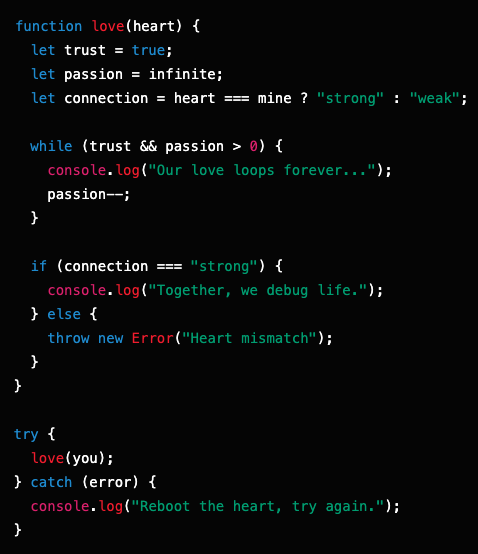 function love(heart) {
  let trust = true;
  let passion = infinite;
  let connection = heart === mine ? "strong" : "weak";

  while (trust && passion > 0) {
    console.log("Our love loops forever...");
    passion--;
  }

  if (connection === "strong") {
    console.log("Together, we debug life.");
  } else {
    throw new Error("Heart mismatch");
  }
}

try {
  love(you);
} catch (error) {
  console.log("Reboot the heart, try again.");
}